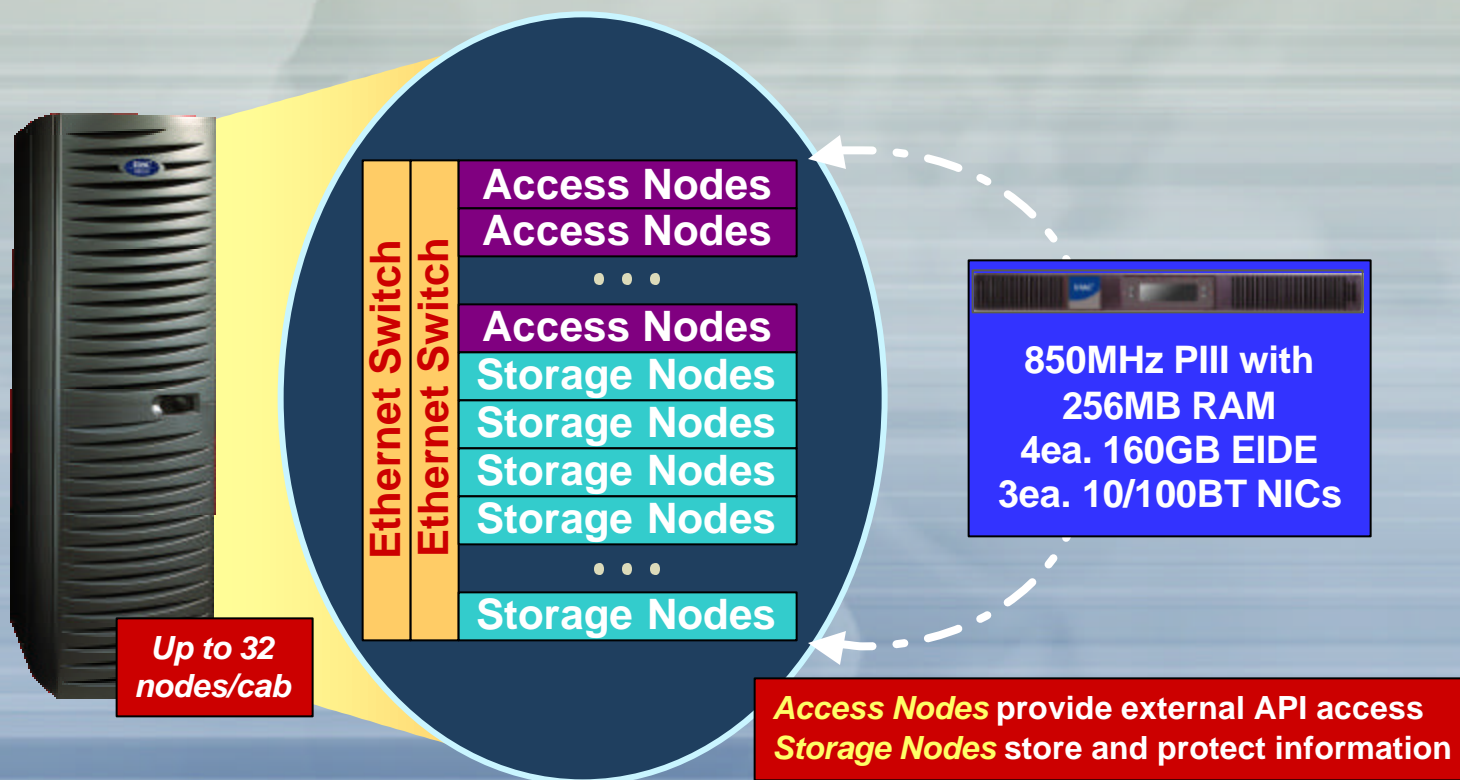 Ethernet Switch
Ethernet Switch
Access Nodes
Access Nodes
. . .
Access Nodes
Storage Nodes
Storage Nodes
Storage Nodes
Storage Nodes
. . .
Storage Nodes
Up to 32
nodes/cab
850MHz PIII with
256MB RAM
4ea. 160GB EIDE
3ea. 10/100BT NICs
Access Nodes provide external API access
Storage Nodes store and protect information